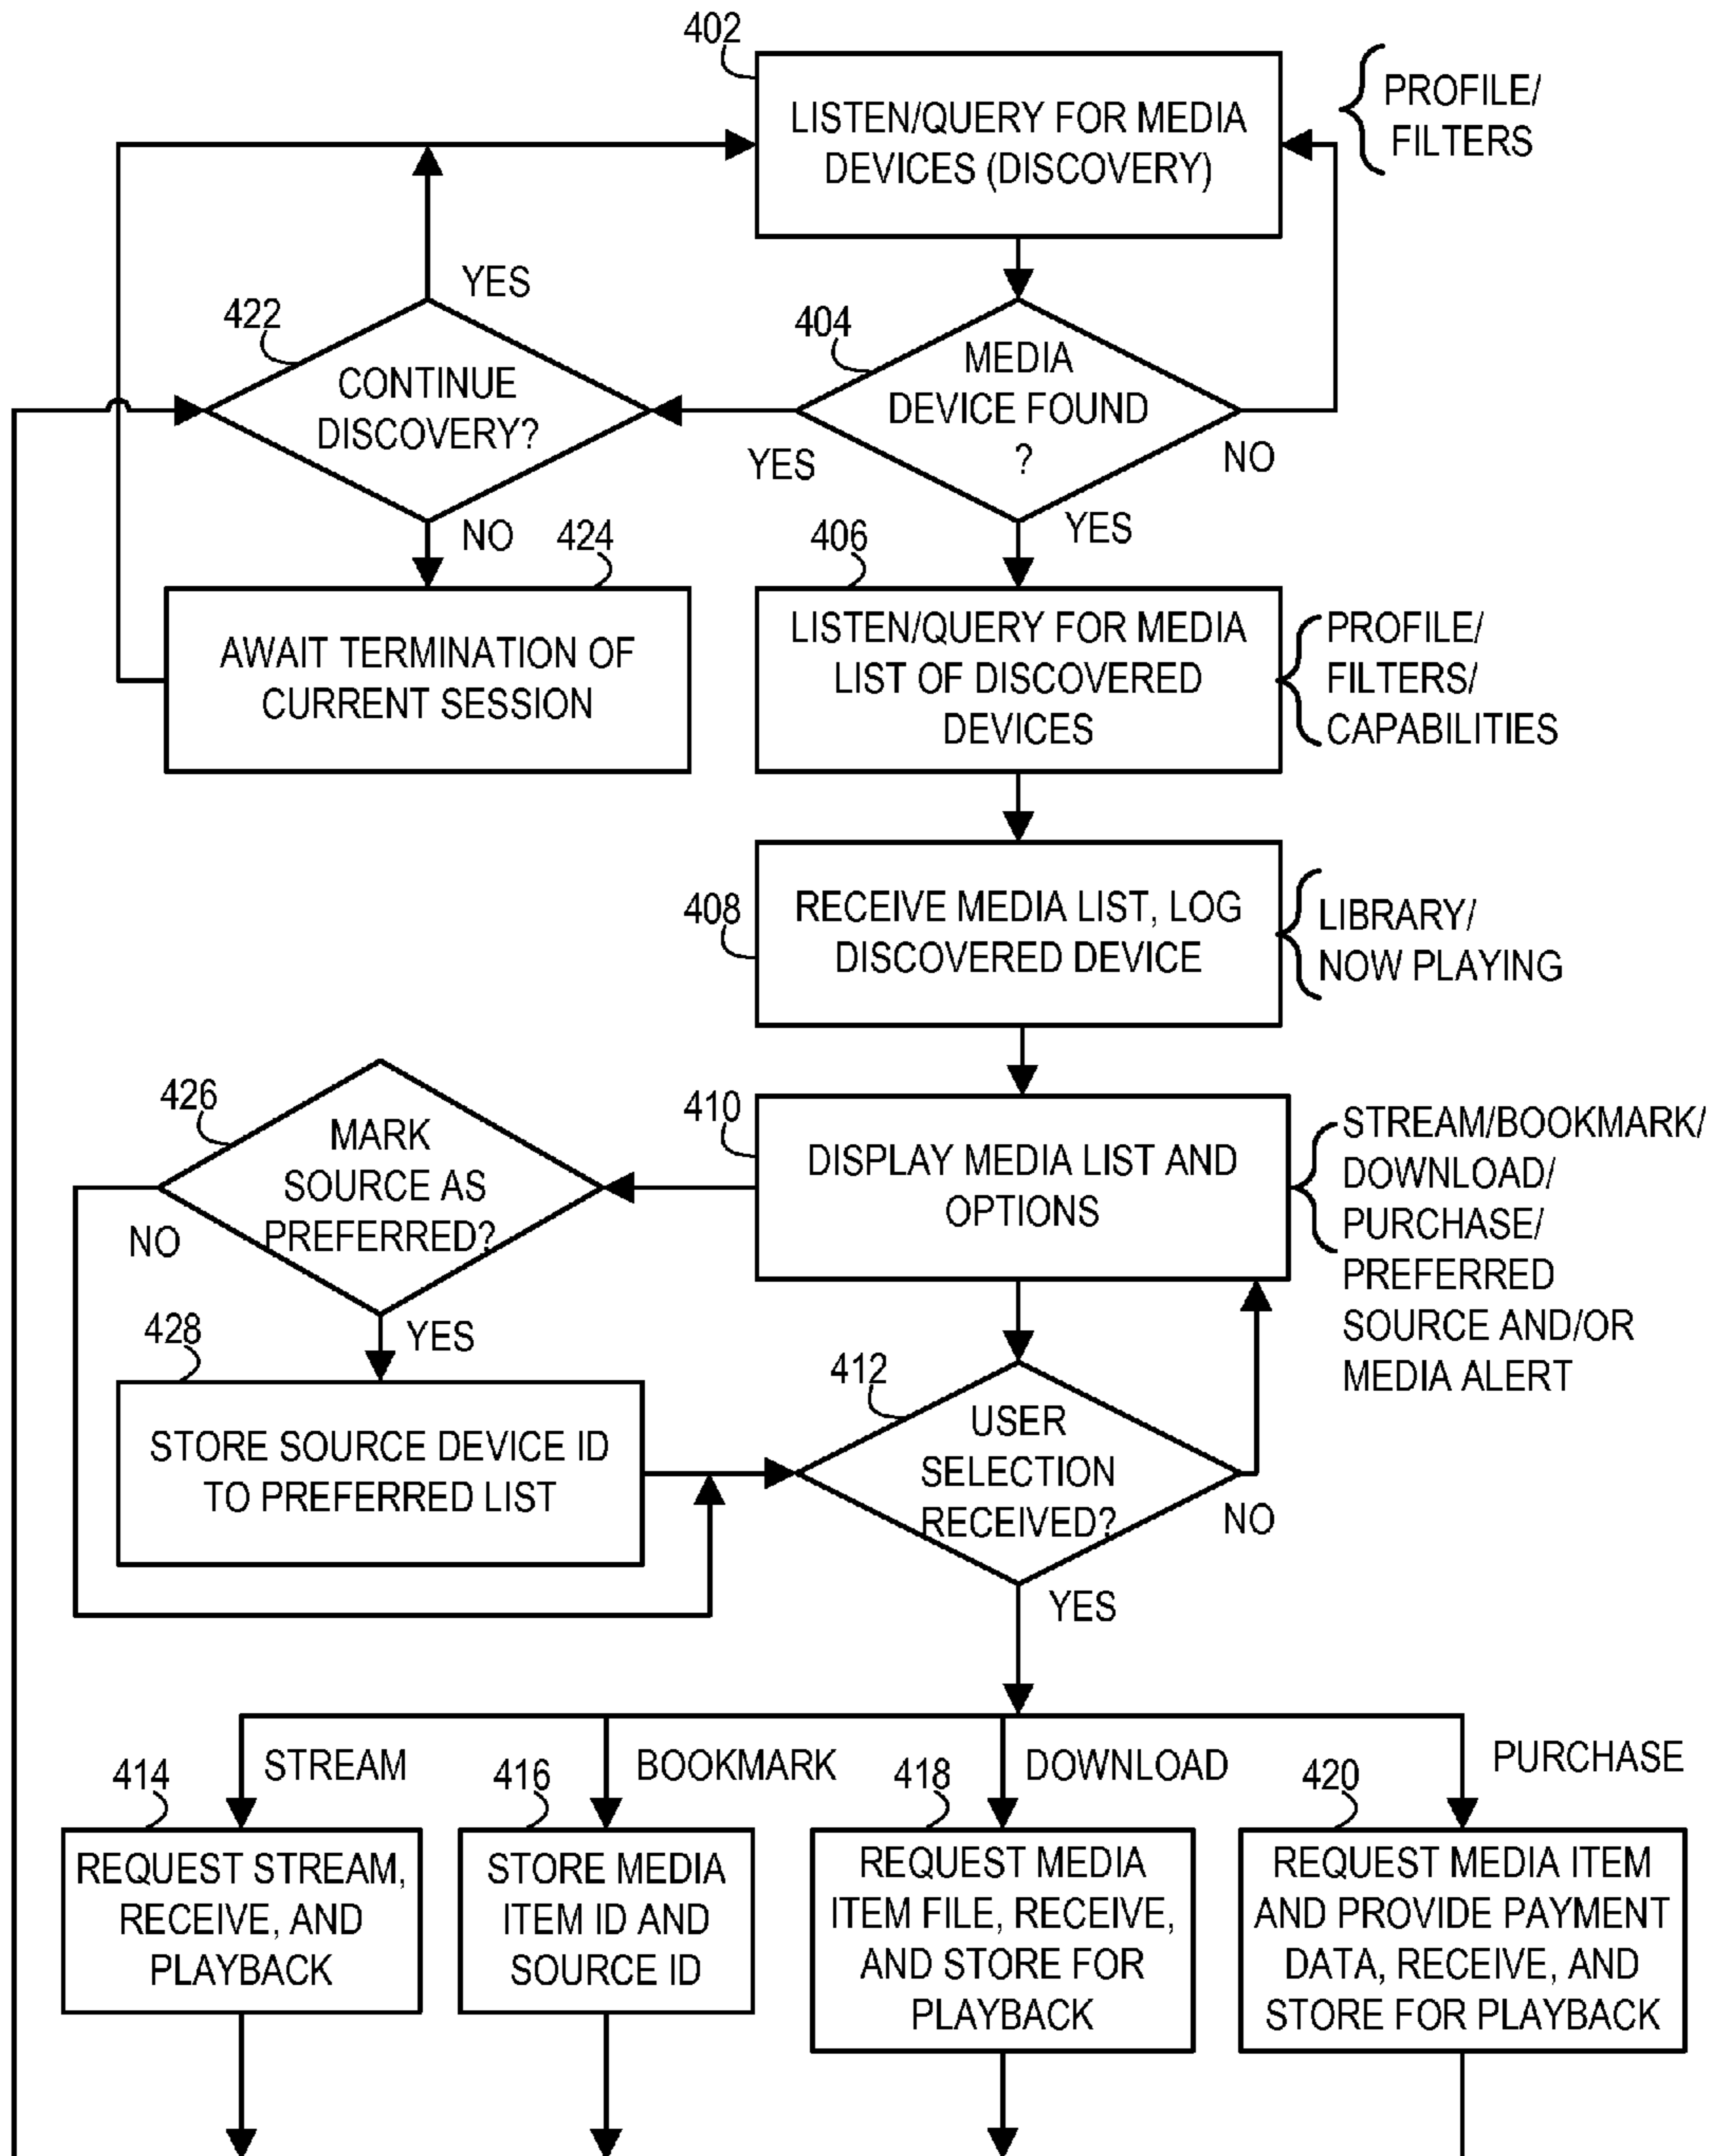 402
LISTEN/QUERY FOR MEDIA
DEVICES (DISCOVERY)
PROFILE/
FILTERS
YES
422
CONTINUE
DISCOVERY?
404
MEDIA
DEVICE FOUND
?
YES
NO
NO
424
406
YES
AWAIT TERMINATION OF
CURRENT SESSION
LISTEN/QUERY FOR MEDIA
LIST OF DISCOVERED
DEVICES
PROFILE/
FILTERS/
CAPABILITIES
408
RECEIVE MEDIA LIST, LOG
DISCOVERED DEVICE
LIBRARY/
NOW PLAYING
426
MARK
SOURCE AS
PREFERRED?
NO
410
DISPLAY MEDIA LIST AND
OPTIONS
STREAM/BOOKMARK/
DOWNLOAD/
PURCHASE/
PREFERRED
SOURCE AND/OR
MEDIA ALERT
428
YES
STORE SOURCE DEVICE ID
TO PREFERRED LIST
412
USER
SELECTION
RECEIVED?
NO
YES
414
STREAM
416
BOOKMARK
418
DOWNLOAD
420
PURCHASE
REQUEST STREAM,
RECEIVE, AND
PLAYBACK
STORE MEDIA
ITEM ID AND
SOURCE ID
REQUEST MEDIA
ITEM FILE, RECEIVE,
AND STORE FOR
PLAYBACK
REQUEST MEDIA ITEM
AND PROVIDE PAYMENT
DATA, RECEIVE, AND
STORE FOR PLAYBACK